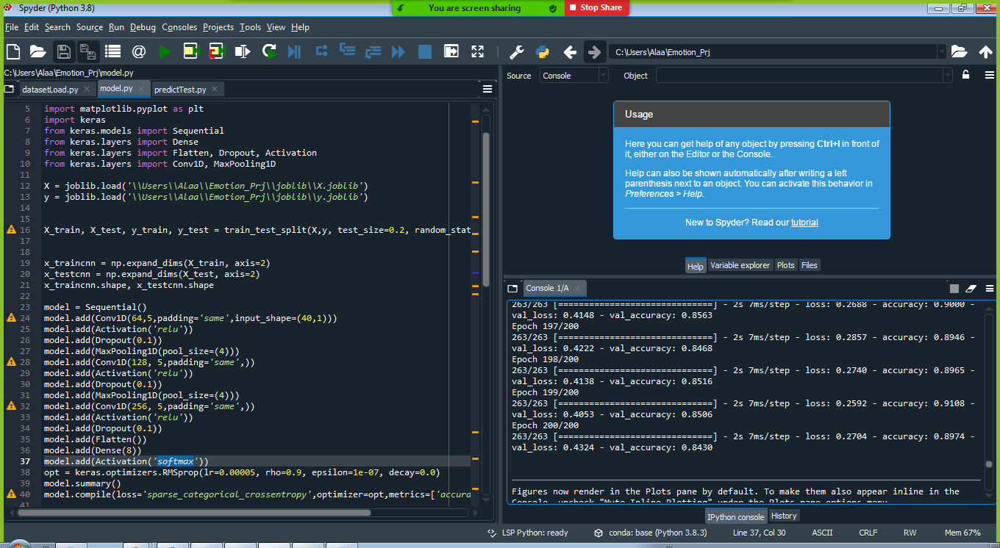 Spyder (Python 3.8)
You are screen sharing
Stop Share
File Edit Search Source Run Debug Consoles Projects Tools View Help
C:\Users\Alaa\Emotion_Prj
C:\Users\Alaa\Emotion_Prj\model.py
datasetLoad.py model.py predictTest.py
5 import matplotlib.pyplot as plt
6 import keras
7 from keras.models import Sequential
8 from keras.layers import Dense
9 from keras.layers import Flatten, Dropout, Activation
10 from keras.layers import Conv1D, MaxPooling1D
11
12 X = joblib.load('\\Users\\Alaa\\Emotion_Prj\\joblib\\X.joblib')
13 y = joblib.load('\\Users\\Alaa\\Emotion_Prj\\joblib\\y.joblib')
14
15
16 X_train, X_test, y_train, y_test = train_test_split(X,y, test_size=0.2, random_stat
17
18
19 x_traincnn = np.expand_dims(X_train, axis=2)
20 x_testcnn = np.expand_dims(X_test, axis=2)
21 x_traincnn.shape, x_testcnn.shape
22
23 model = Sequential()
24 model.add(Conv1D(64,5,padding='same',input_shape=(40,1)))
25 model.add(Activation('relu'))
26 model.add(Dropout(0.1))
27 model.add(MaxPooling1D(pool_size=(4)))
28 model.add(Conv1D(128, 5,padding='same',))
29 model.add(Activation('relu'))
30 model.add(Dropout(0.1))
31 model.add(MaxPooling1D(pool_size=(4)))
32 model.add(Conv1D(256, 5,padding='same',))
33 model.add(Activation('relu'))
34 model.add(Dropout(0.1))
35 model.add(Flatten())
36 model.add(Dense(8))
37 model.add(Activation('softmax'))
38 opt = keras.optimizers.RMSprop(lr=0.00005, rho=0.9, epsilon=1e-07, decay=0.0)
39 model.summary()
40 model.compile(loss='sparse_categorical_crossentropy',optimizer=opt,metrics=['accura
41
Source Console Object
Usage
Here you can get help of any object by pressing Ctrl+I in front
of it, either on the Editor or the Console.
Help can also be shown automatically after writing a left
parenthesis next to an object. You can activate this behavior in
Preferences > Help.
New to Spyder? Read our tutorial
Help Variable explorer Plots Files
Console 1/A
263/263 [==============================] - 2s 7ms/step - loss: 0.2688 - accuracy: 0.9000 -
val_loss: 0.4148 - val_accuracy: 0.8563
Epoch 197/200
263/263 [==============================] - 2s 7ms/step - loss: 0.2857 - accuracy: 0.8946 -
val_loss: 0.4222 - val_accuracy: 0.8468
Epoch 198/200
263/263 [==============================] - 2s 7ms/step - loss: 0.2740 - accuracy: 0.8965 -
val_loss: 0.4138 - val_accuracy: 0.8516
Epoch 199/200
263/263 [==============================] - 2s 7ms/step - loss: 0.2592 - accuracy: 0.9108 -
val_loss: 0.4053 - val_accuracy: 0.8506
Epoch 200/200
263/263 [==============================] - 2s 7ms/step - loss: 0.2704 - accuracy: 0.8974 -
val_loss: 0.4324 - val_accuracy: 0.8430
Figures now render in the Plots pane by default. To make them also appear inline in the
Console, uncheck "Mute Inline Plotting" under the Plots pane options menu.
IPython console History
LSP Python: ready conda: base (Python 3.8.3) Line 37, Col 30 ASCII CRLF RW Mem 67%